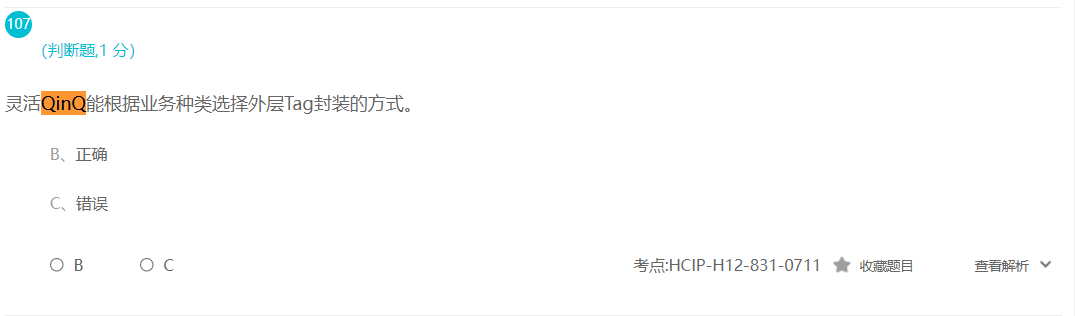 107
(判断题,1 分)
灵活QinQ能根据业务种类选择外层Tag封装的方式。
B、正确
C、错误
B C 考点:HCIP-H12-831-0711 收藏题目 查看解析